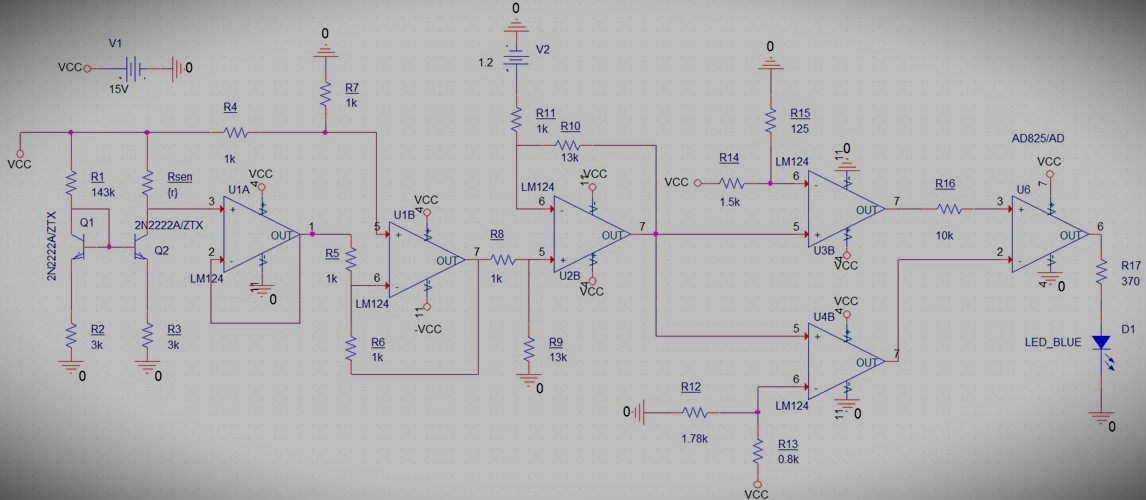 0
0
V1
V2
VCC
0
1.2
15V
0
R7
1k
R4
R11
1k
R10
R15
125
1k
13k
AD825/AD
VCC
R1
143k
Rsen
{r}
U1A
VCC
4
LM124
11
VCC
R14
VCC
1.5k
LM124
11
0
6
VCC
7
Q1
2N2222A/ZTX
2N2222A/ZTX
Q2
3
+
OUT
1
2
-
LM124
11
0
U1B
VCC
4
5
+
OUT
7
6
-
LM124
11
-VCC
R5
1k
R8
1k
6
-
OUT
7
5
+
U2B
4
VCC
-
5
+
OUT
7
U3B
4
VCC
R16
10k
3
+
U6
OUT
6
2
-
4
0
R17
370
R2
3k
0
R3
3k
0
R6
1k
R9
13k
0
U4B
VCC
4
5
+
OUT
7
6
-
LM124
11
0
LED_BLUE
D1
0
0
R12
1.78k
R13
0.8k
VCC